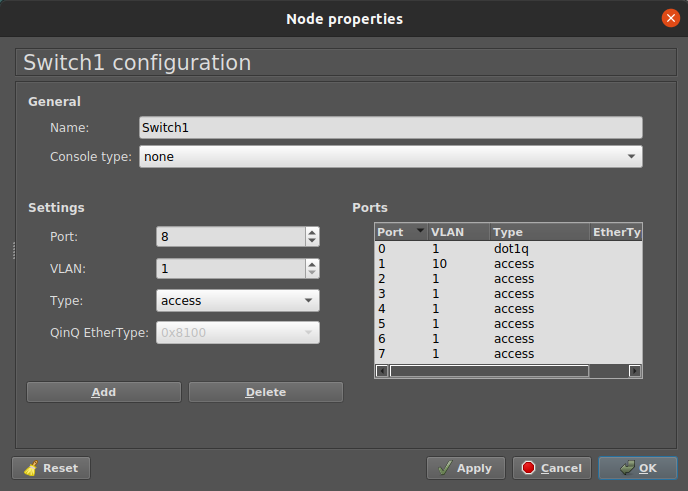 Node properties
Switch1 configuration
General
Name: Switch1
Console type: none
Settings
Port: 8
VLAN: 1
Type: access
QinQ EtherType: 0x8100
Add Delete
Ports
Port VLAN Type EtherTy
0 1 dot1q
1 10 access
2 1 access
3 1 access
4 1 access
5 1 access
6 1 access
7 1 access
Reset Apply Cancel OK